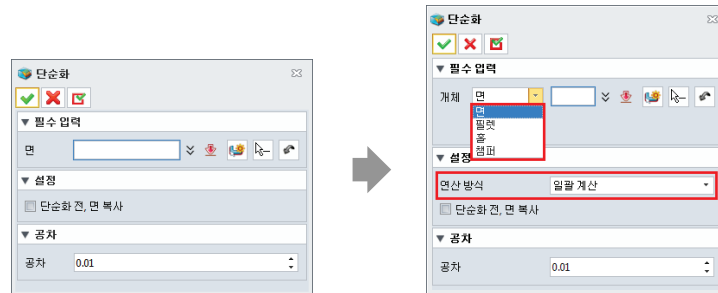 단순화
▼ 필수 입력
면
▼ 설정
단순화 전, 면 복사
▼ 공차
공차 0.01
단순화
▼ 필수 입력
개체 면
면
필렛
홀
챔퍼
▼ 설정
연산 방식 일괄 계산
단순화 전, 면 복사
▼ 공차
공차 0.01